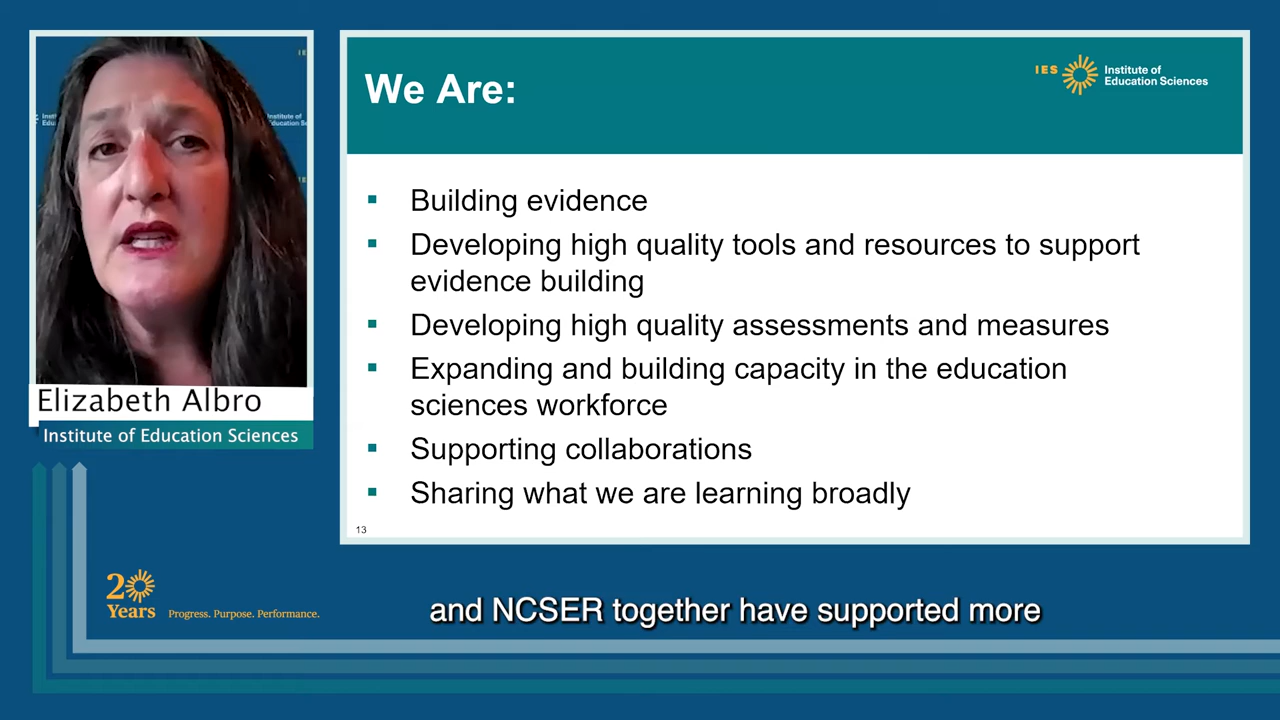 We Are:
IES
Institute of
Education Sciences
Building evidence
Developing high quality tools and resources to support
evidence building
Developing high quality assessments and measures
Expanding and building capacity in the education
sciences workforce
Supporting collaborations
Sharing what we are learning broadly
13
Elizabeth Albro
Institute of Education Sciences
20
Years
Progress. Purpose. Performance.
and NCSER together have supported more